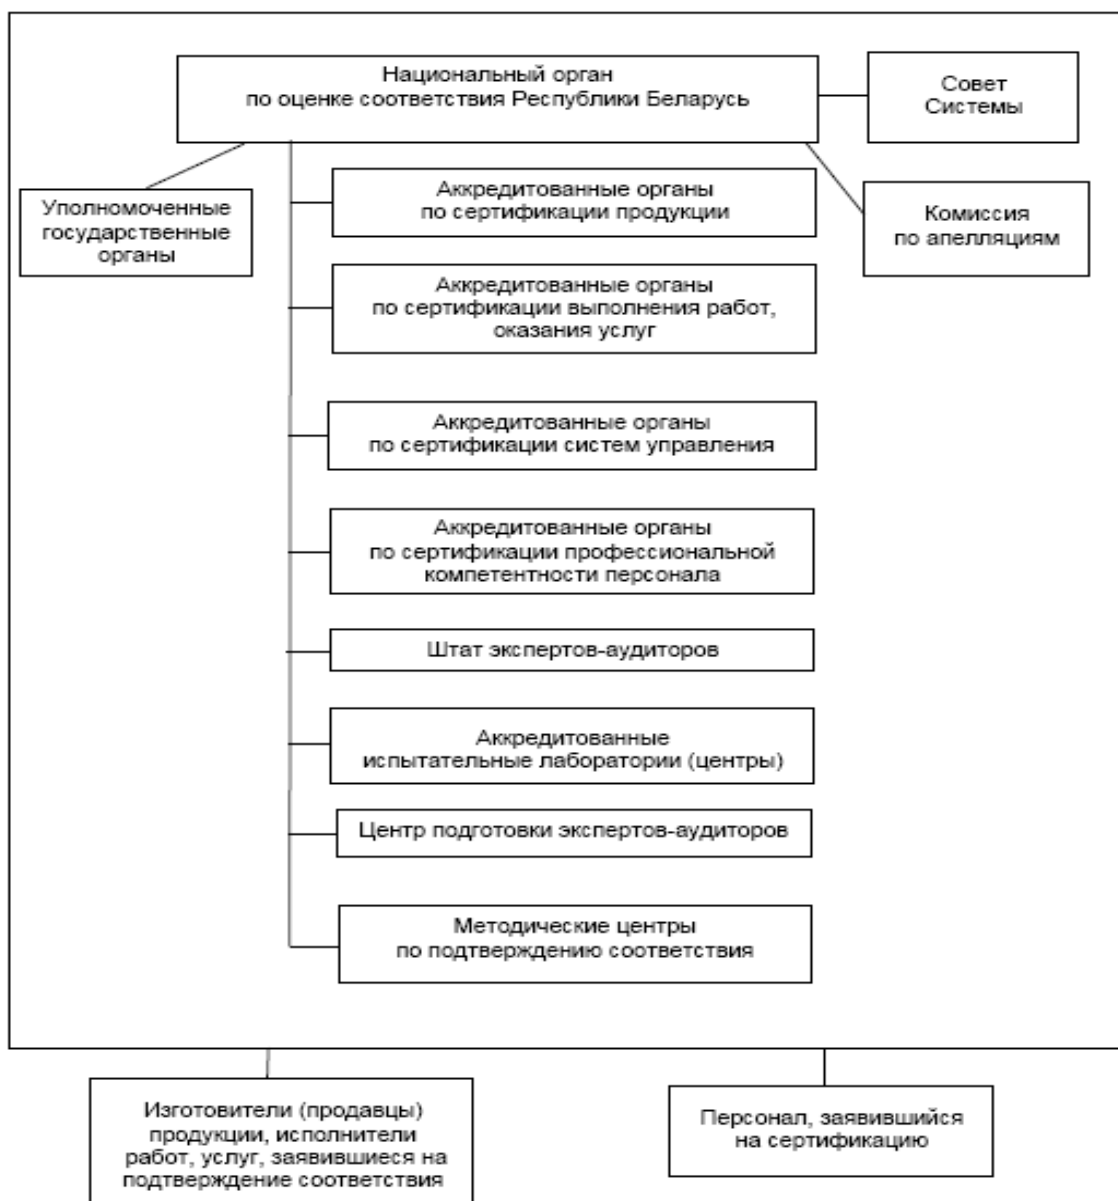 Национальный орган
по оценке соответствия Республики Беларусь
Совет
Системы
Уполномоченные
государственные
органы
Аккредитованные органы
по сертификации продукции
Комиссия
по апелляциям
Аккредитованные органы
по сертификации выполнения работ,
оказания услуг
Аккредитованные органы
по сертификации систем управления
Аккредитованные органы
по сертификации профессиональной
компетентности персонала
Штат экспертов-аудиторов
Аккредитованные
испытательные лаборатории (центры)
Центр подготовки экспертов-аудиторов
Методические центры
по подтверждению соответствия
Изготовители (продавцы)
продукции, исполнители
работ, услуг, заявившиеся на
подтверждение соответствия
Персонал, заявившийся
на сертификацию